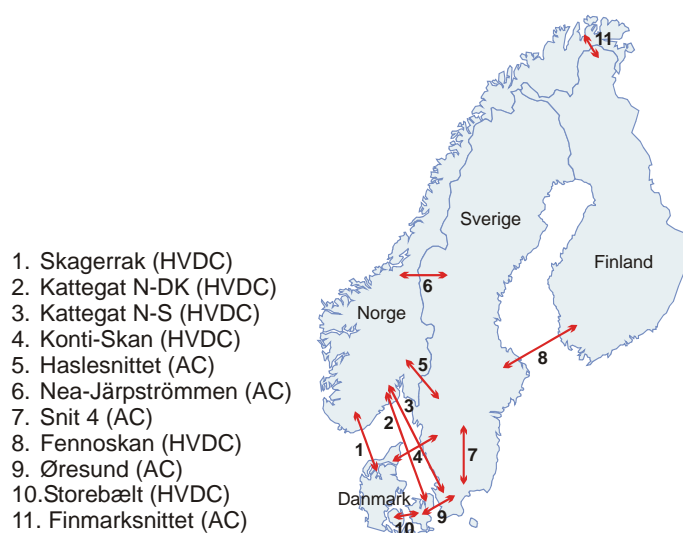 1. Skagerrak (HVDC)
2. Kattegat N-DK (HVDC)
3. Kattegat N-S (HVDC)
4. Konti-Skan (HVDC)
5. Haslesnittet (AC)
6. Nea-Järpströmmen (AC)
7. Snit 4 (AC)
8. Fennoskan (HVDC)
9. Øresund (AC)
10.Storebælt (HVDC)
11. Finmarksnittet (AC)
11
Sverige
Finland
6
Norge
8
5
3
2
1
4
7
Danmark
9
10